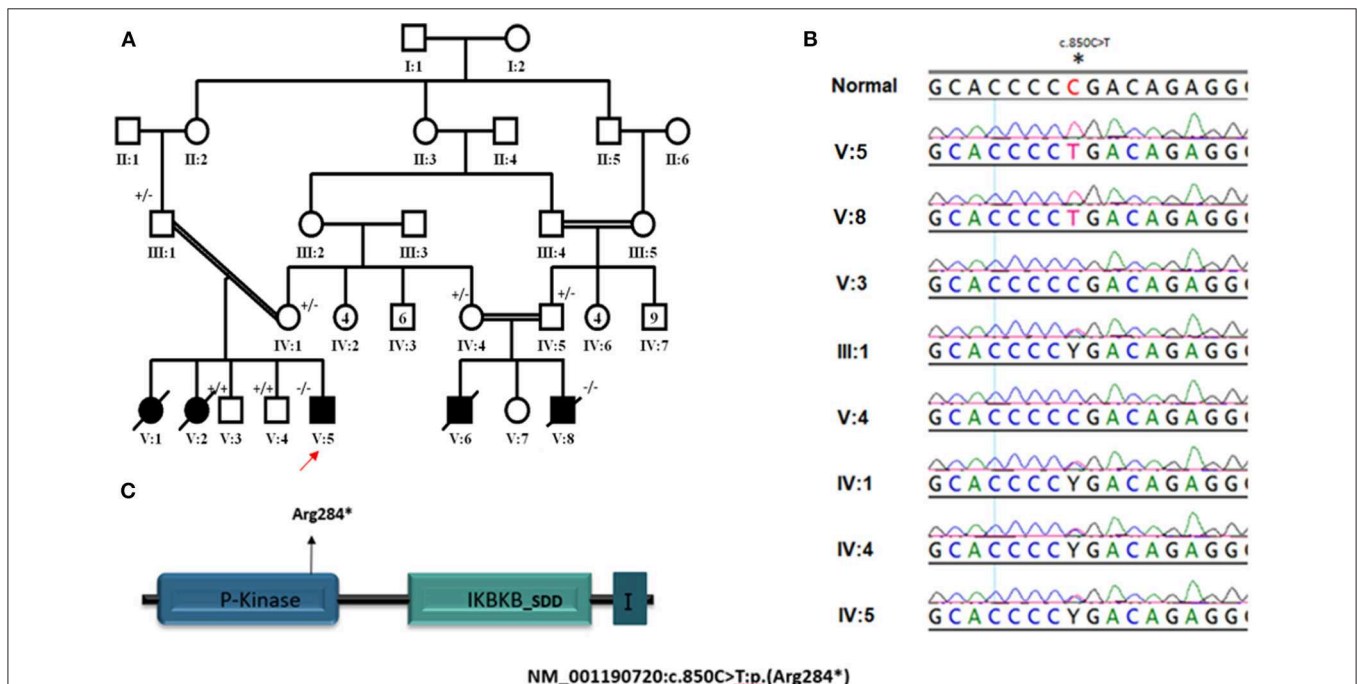 A
I:1 I:2
II:1 II:2 II:3 II:4 II:5 II:6
+/-
III:1 III:2 III:3 III:4 III:5
+/- 4 6 +/- +/- 4 9
IV:1 IV:2 IV:3 IV:4 IV:5 IV:6 IV:7
+/+ +/+ -/- -/-
V:1 V:2 V:3 V:4 V:5 V:6 V:7 V:8
B
c.850C>T
*
Normal GCACCCCCGACAGAGG
V:5 GCACCCCTGACAGAGG
V:8 GCACCCCTGACAGAGG
V:3 GCACCCCCGACAGAGG
III:1 GCACCCCYGACAGAGG
V:4 GCACCCCCGACAGAGG
IV:1 GCACCCCYGACAGAGG
IV:4 GCACCCCYGACAGAGG
IV:5 GCACCCCYGACAGAGG
C
Arg284*
P-Kinase IKBKB_SDD I
NM_001190720:c.850C>T:p.(Arg284*)